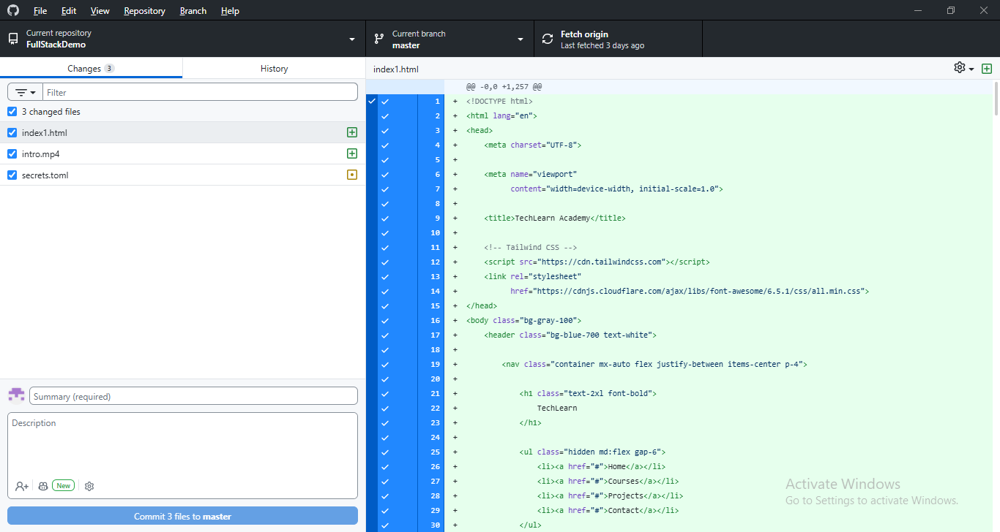 File Edit View Repository Branch Help
Current repository
FullStackDemo
Current branch
master
Fetch origin
Last fetched 3 days ago
Changes 3 History
Filter
3 changed files
index1.html
intro.mp4
secrets.toml
Summary (required)
Description
New
Commit 3 files to master
index1.html
@@ -0,0 +1,257 @@
1 + <!DOCTYPE html>
2 + <html lang="en">
3 + <head>
4 + <meta charset="UTF-8">
5 +
6 + <meta name="viewport"
7 + content="width=device-width, initial-scale=1.0">
8 +
9 + <title>TechLearn Academy</title>
10 +
11 + <!-- Tailwind CSS -->
12 + <script src="https://cdn.tailwindcss.com"></script>
13 + <link rel="stylesheet"
14 + href="https://cdnjs.cloudflare.com/ajax/libs/font-awesome/6.5.1/css/all.min.css">
15 + </head>
16 + <body class="bg-gray-100">
17 + <header class="bg-blue-700 text-white">
18 +
19 + <nav class="container mx-auto flex justify-between items-center p-4">
20 +
21 + <h1 class="text-2xl font-bold">
22 + TechLearn
23 + </h1>
24 +
25 + <ul class="hidden md:flex gap-6">
26 + <li><a href="#">Home</a></li>
27 + <li><a href="#">Courses</a></li>
28 + <li><a href="#">Projects</a></li>
29 + <li><a href="#">Contact</a></li>
30 + </ul>
Activate Windows
Go to Settings to activate Windows.